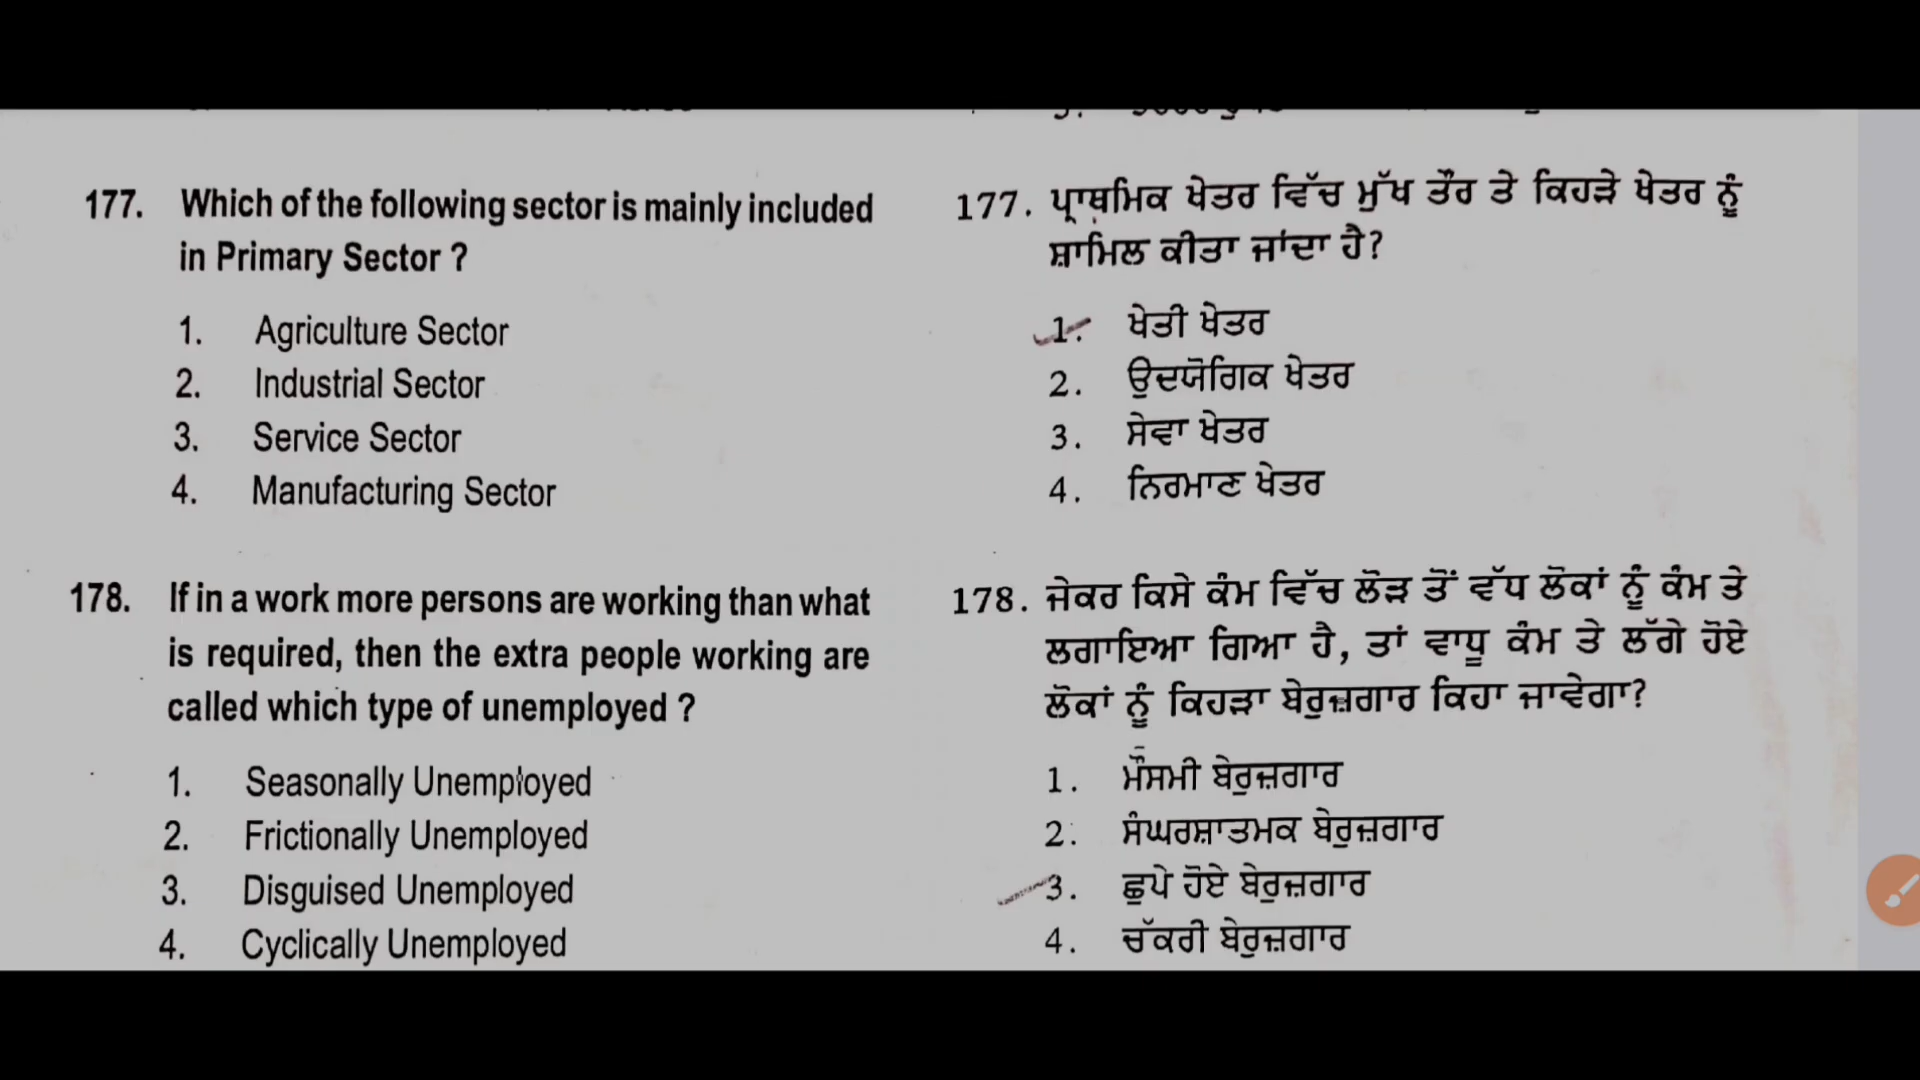 177. Which of the following sector is mainly included
in Primary Sector ?
1. Agriculture Sector
2. Industrial Sector
3. Service Sector
4. Manufacturing Sector
178. If in a work more persons are working than what
is required, then the extra people working are
called which type of unemployed ?
1. Seasonally Unemployed
2. Frictionally Unemployed
3. Disguised Unemployed
4. Cyclically Unemployed
177. ਪ੍ਰਾਥਮਿਕ ਖੇਤਰ ਵਿੱਚ ਮੁੱਖ ਤੌਰ ਤੇ ਕਿਹੜੇ ਖੇਤਰ ਨੂੰ
ਸ਼ਾਮਿਲ ਕੀਤਾ ਜਾਂਦਾ ਹੈ?
1. ਖੇਤੀ ਖੇਤਰ
2. ਉਦਯੋਗਿਕ ਖੇਤਰ
3. ਸੇਵਾ ਖੇਤਰ
4. ਨਿਰਮਾਣ ਖੇਤਰ
178. ਜੇਕਰ ਕਿਸੇ ਕੰਮ ਵਿੱਚ ਲੋੜ ਤੋਂ ਵੱਧ ਲੋਕਾਂ ਨੂੰ ਕੰਮ ਤੇ
ਲਗਾਇਆ ਗਿਆ ਹੈ, ਤਾਂ ਵਾਧੂ ਕੰਮ ਤੇ ਲੱਗੇ ਹੋਏ
ਲੋਕਾਂ ਨੂੰ ਕਿਹੜਾ ਬੇਰੁਜ਼ਗਾਰ ਕਿਹਾ ਜਾਵੇਗਾ?
1. ਮੌਸਮੀ ਬੇਰੁਜ਼ਗਾਰ
2. ਸੰਘਰਸ਼ਾਤਮਕ ਬੇਰੁਜ਼ਗਾਰ
3. ਛੁਪੇ ਹੋਏ ਬੇਰੁਜ਼ਗਾਰ
4. ਚੱਕਰੀ ਬੇਰੁਜ਼ਗਾਰ